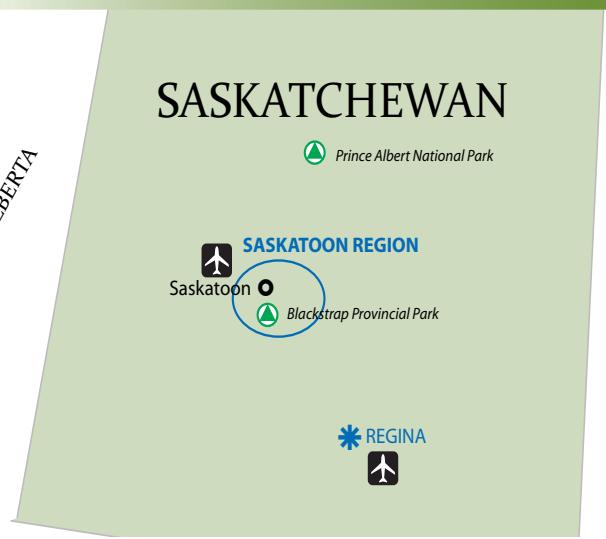 SASKATCHEWAN
Prince Albert National Park
SASKATOON REGION
Saskatoon
Blackstrap Provincial Park
REGINA